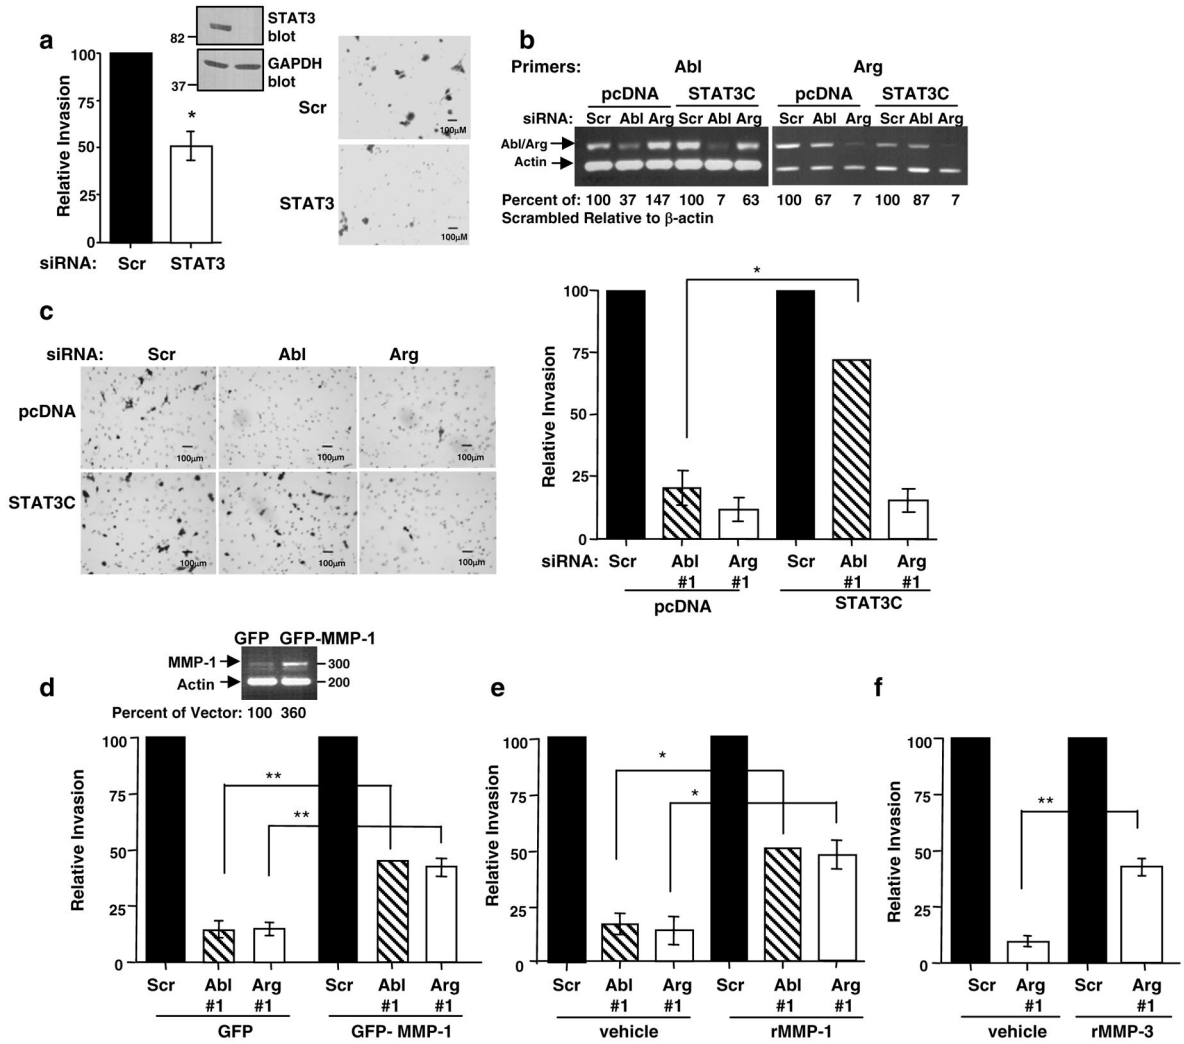 a
STAT3
blot
82
GAPDH
blot
37
100
75
50
25
0
Relative Invasion
*
siRNA: Scr STAT3
Scr
100µM
STAT3
100µM
b
Primers: Abl Arg
pcDNA STAT3C pcDNA STAT3C
siRNA: Scr Abl Arg Scr Abl Arg Scr Abl Arg Scr Abl Arg
Abl/Arg
Actin
Percent of: 100 37 147 100 7 63 100 67 7 100 87 7
Scrambled Relative to β-actin
c
siRNA: Scr Abl Arg
pcDNA
100µm 100µm 100µm
STAT3C
100µm 100µm 100µm
*
100
75
50
25
0
Relative Invasion
siRNA: Scr Abl Arg Scr Abl Arg
#1 #1 #1 #1
pcDNA STAT3C
d
GFP GFP-MMP-1
MMP-1 300
Actin 200
Percent of Vector: 100 360
100
75
50
25
0
Relative Invasion
**
**
Scr Abl Arg Scr Abl Arg
#1 #1 #1 #1
GFP GFP- MMP-1
e
100
75
50
25
0
Relative Invasion
*
*
Scr Abl Arg Scr Abl Arg
#1 #1 #1 #1
vehicle rMMP-1
f
100
75
50
25
0
Relative Invasion
**
Scr Arg Scr Arg
#1 #1
vehicle rMMP-3